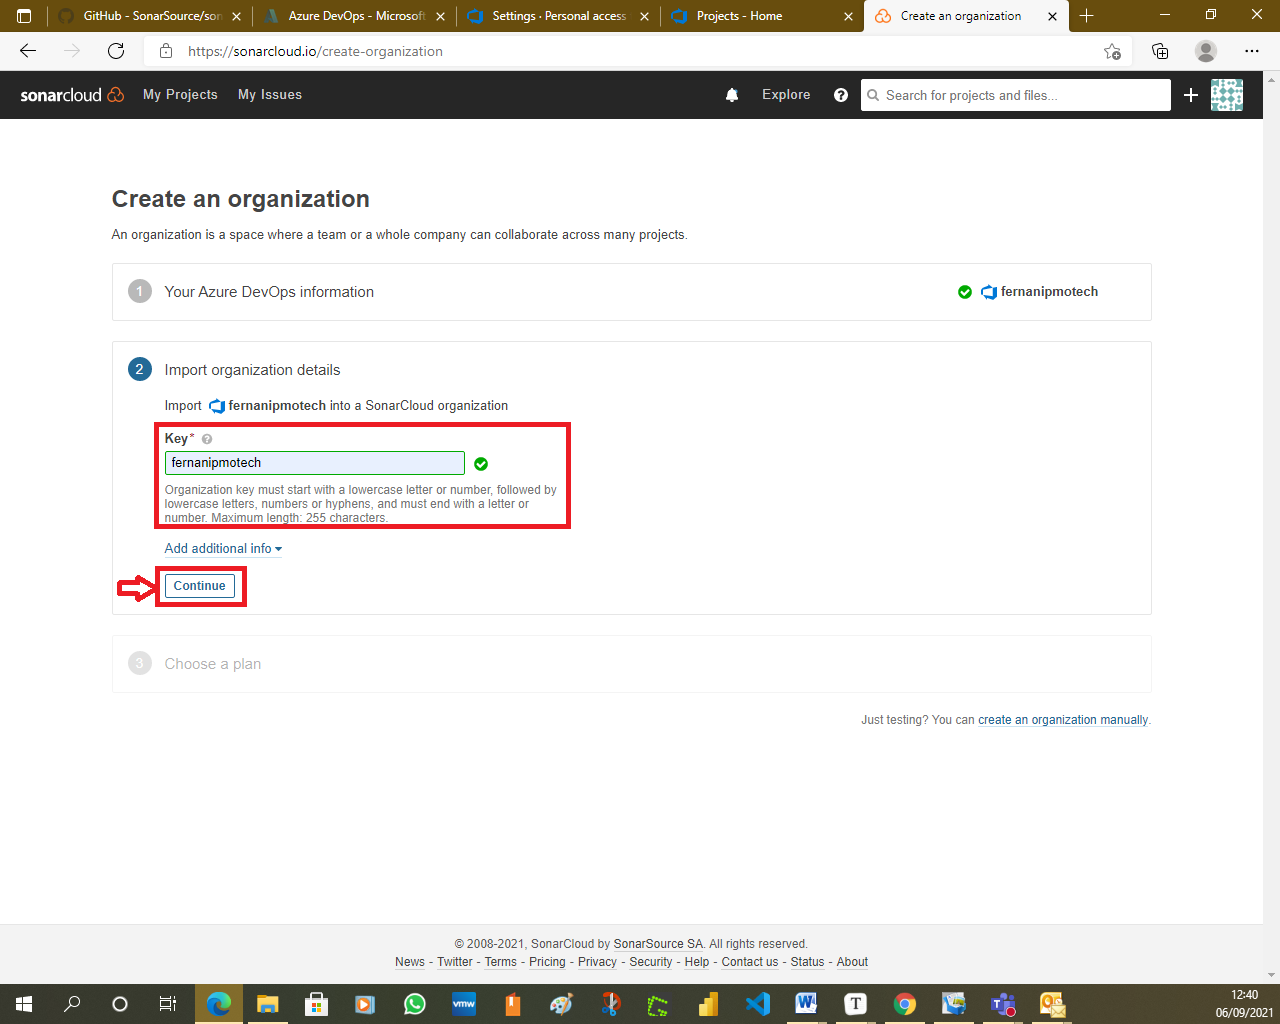 GitHub - SonarSource/son
Azure DevOps - Microsoft
Settings · Personal access
Projects - Home
Create an organization
https://sonarcloud.io/create-organization
sonarcloud My Projects My Issues Explore Search for projects and files...
Create an organization
An organization is a space where a team or a whole company can collaborate across many projects.
1 Your Azure DevOps information fernanipmotech
2 Import organization details
Import fernanipmotech into a SonarCloud organization
Key*
fernanipmotech
Organization key must start with a lowercase letter or number, followed by
lowercase letters, numbers or hyphens, and must end with a letter or
number. Maximum length: 255 characters.
Add additional info
Continue
3 Choose a plan
Just testing? You can create an organization manually.
© 2008-2021, SonarCloud by SonarSource SA. All rights reserved.
News - Twitter - Terms - Pricing - Privacy - Security - Help - Contact us - Status - About
vmw
12:40
06/09/2021